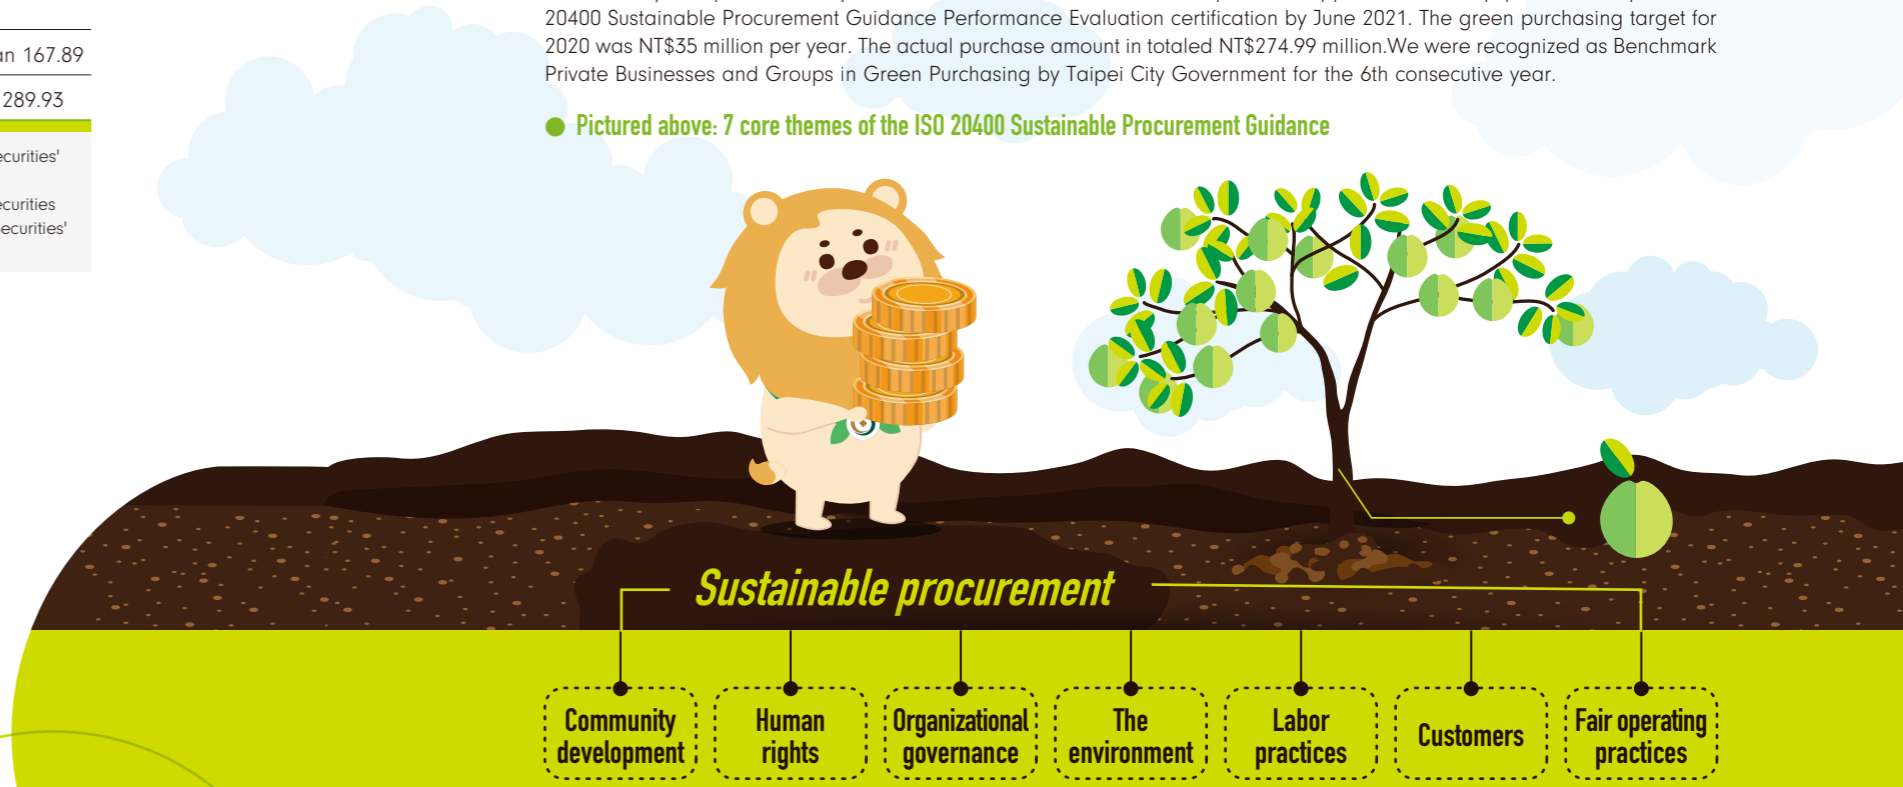 167.89
289.93
20400 Sustainable Procurement Guidance Performance Evaluation certification by June 2021. The green purchasing target for
2020 was NT$35 million per year. The actual purchase amount in totaled NT$274.99 million.We were recognized as Benchmark
Private Businesses and Groups in Green Purchasing by Taipei City Government for the 6th consecutive year.
Pictured above: 7 core themes of the ISO 20400 Sustainable Procurement Guidance
Sustainable procurement
Community
development
Human
rights
Organizational
governance
The
environment
Labor
practices
Customers
Fair operating
practices